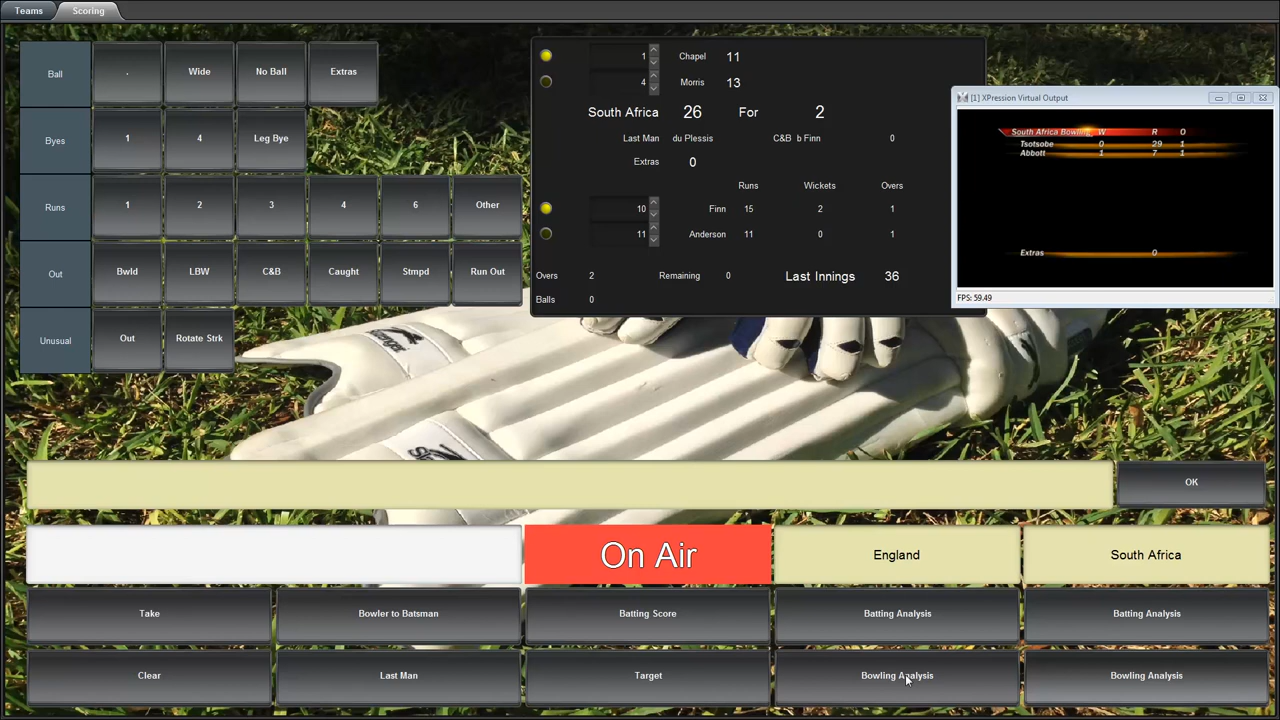 Teams Scoring
Ball . Wide No Ball Extras
Byes 1 4 Leg Bye
Runs 1 2 3 4 6 Other
Out Bwld LBW C&B Caught Stmpd Run Out
Unusual Out Rotate Strk
1 Chapel 11
4 Morris 13
South Africa 26 For 2
Last Man du Plessis C&B b Finn 0
Extras 0
Runs Wickets Overs
10 Finn 15 2 1
11 Anderson 11 0 1
Overs 2 Remaining 0 Last Innings 36
Balls 0
[1] XPression Virtual Output
South Africa Bowling W R O
Tsotsobe 0 29 1
Abbott 1 7 1
Extras 0
FPS: 59.49
OK
On Air England South Africa
Take Bowler to Batsman Batting Score Batting Analysis Batting Analysis
Clear Last Man Target Bowling Analysis Bowling Analysis